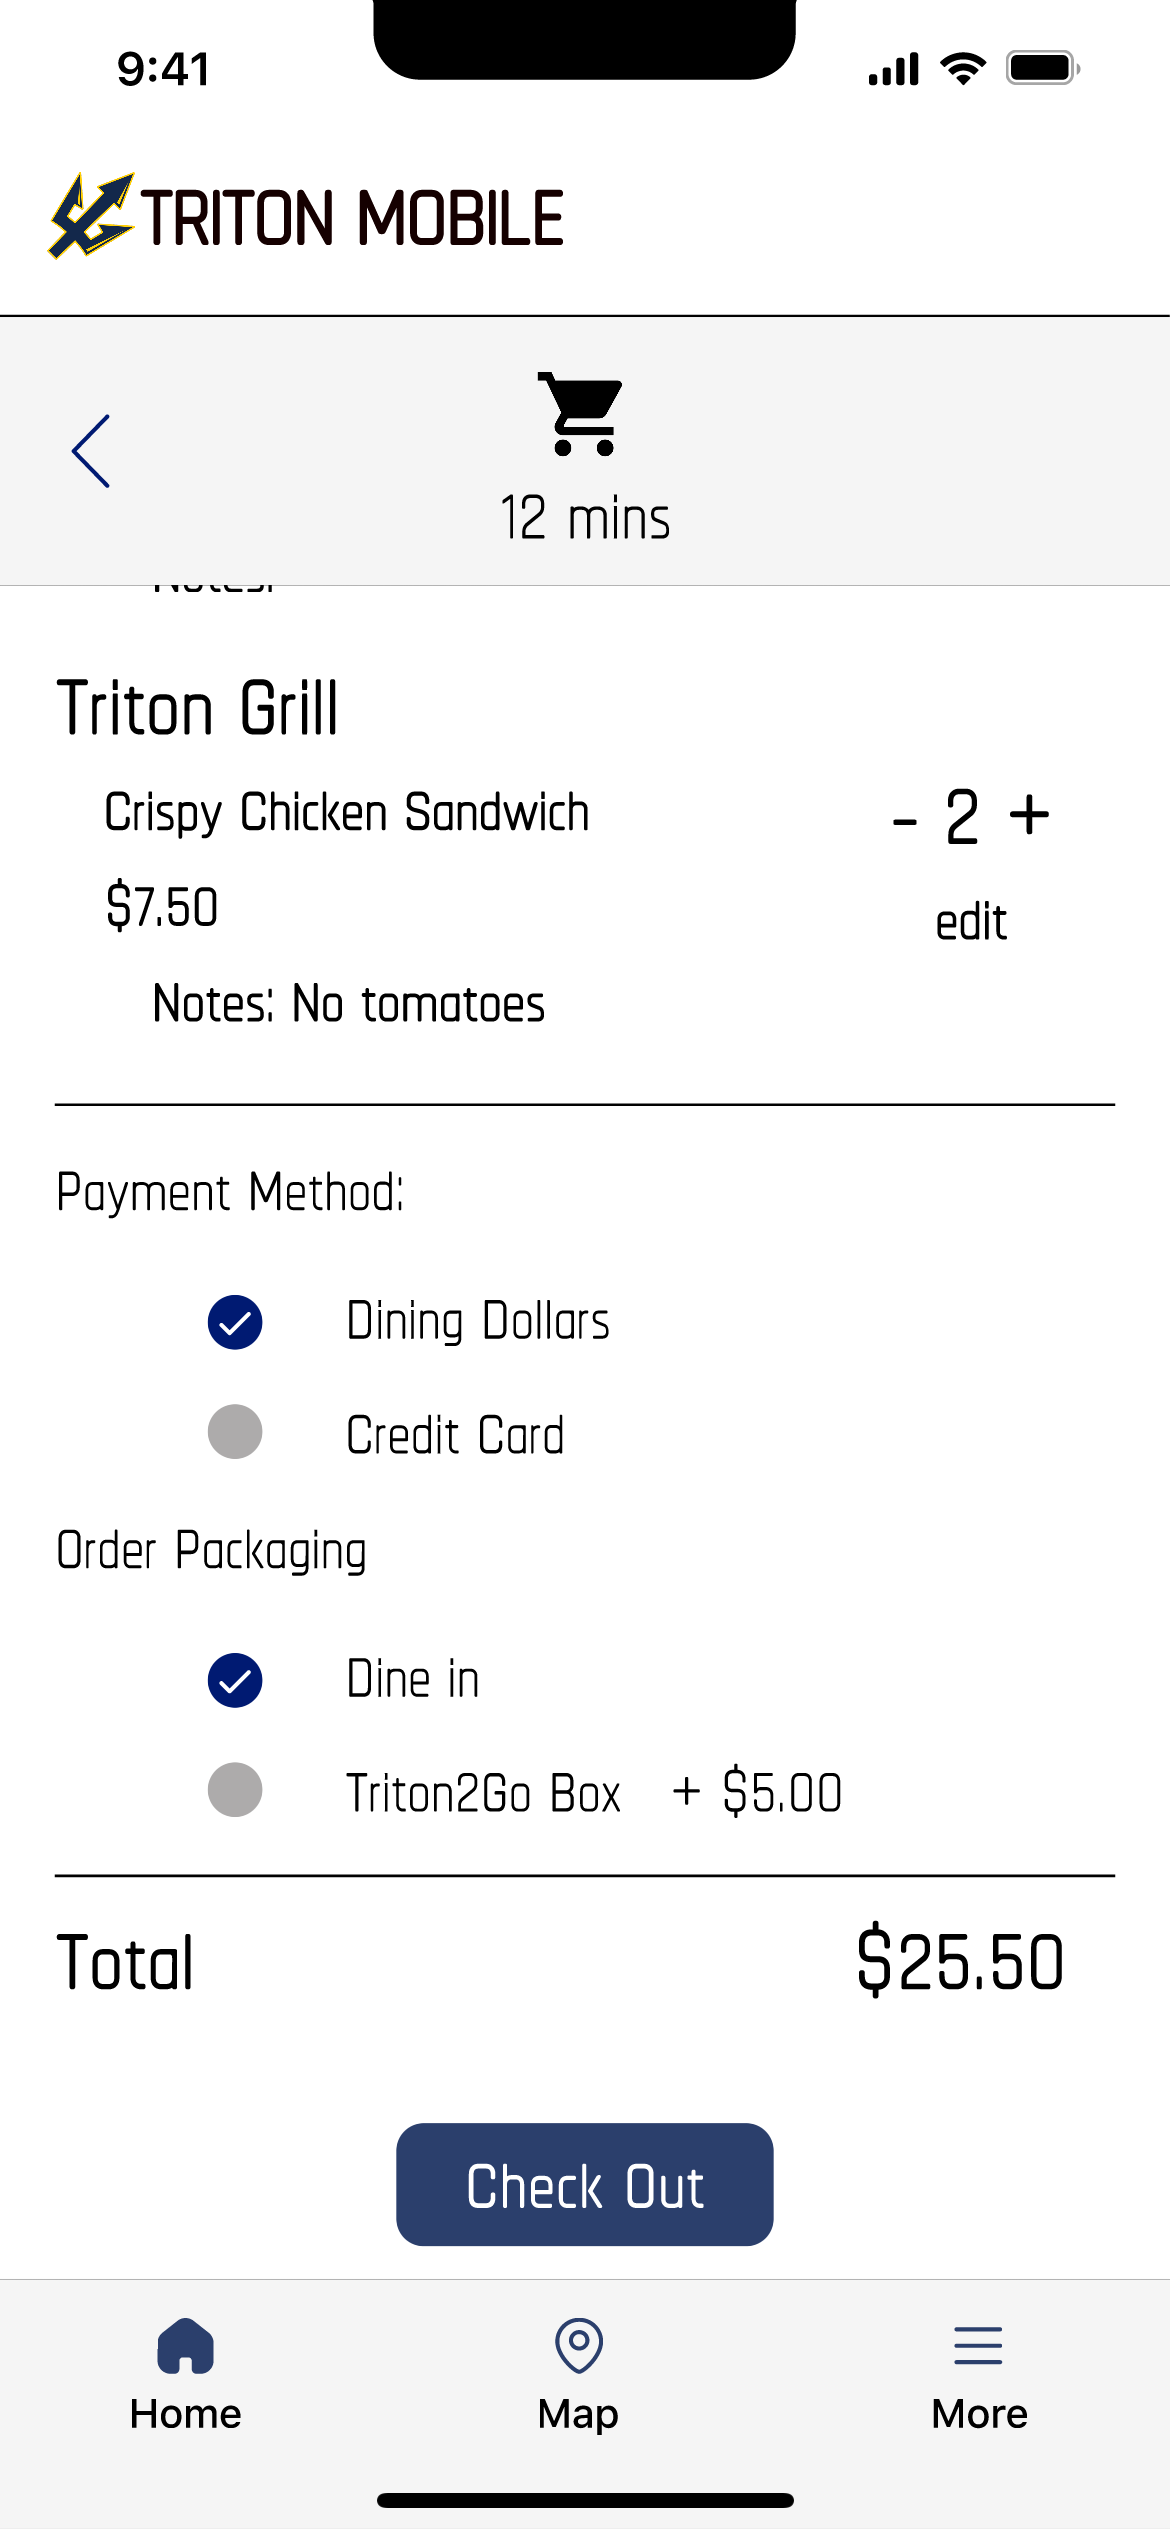 9:41
TRITON MOBILE
12 mins
Notes:
Triton Grill
Crispy Chicken Sandwich - 2 +
$7.50
edit
Notes: No tomatoes
Payment Method:
Dining Dollars
Credit Card
Order Packaging
Dine in
Triton2Go Box + $5.00
Total $25.50
Check Out
Home Map More